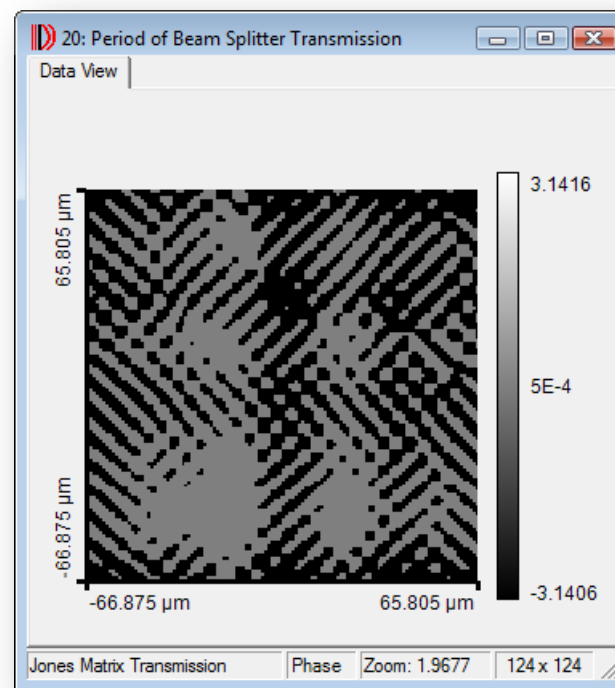 20: Period of Beam Splitter Transmission
Data View
65.805 µm
-66.875 µm
-66.875 µm
65.805 µm
3.1416
5E-4
-3.1406
Jones Matrix Transmission
Phase
Zoom: 1.9677
124 x 124